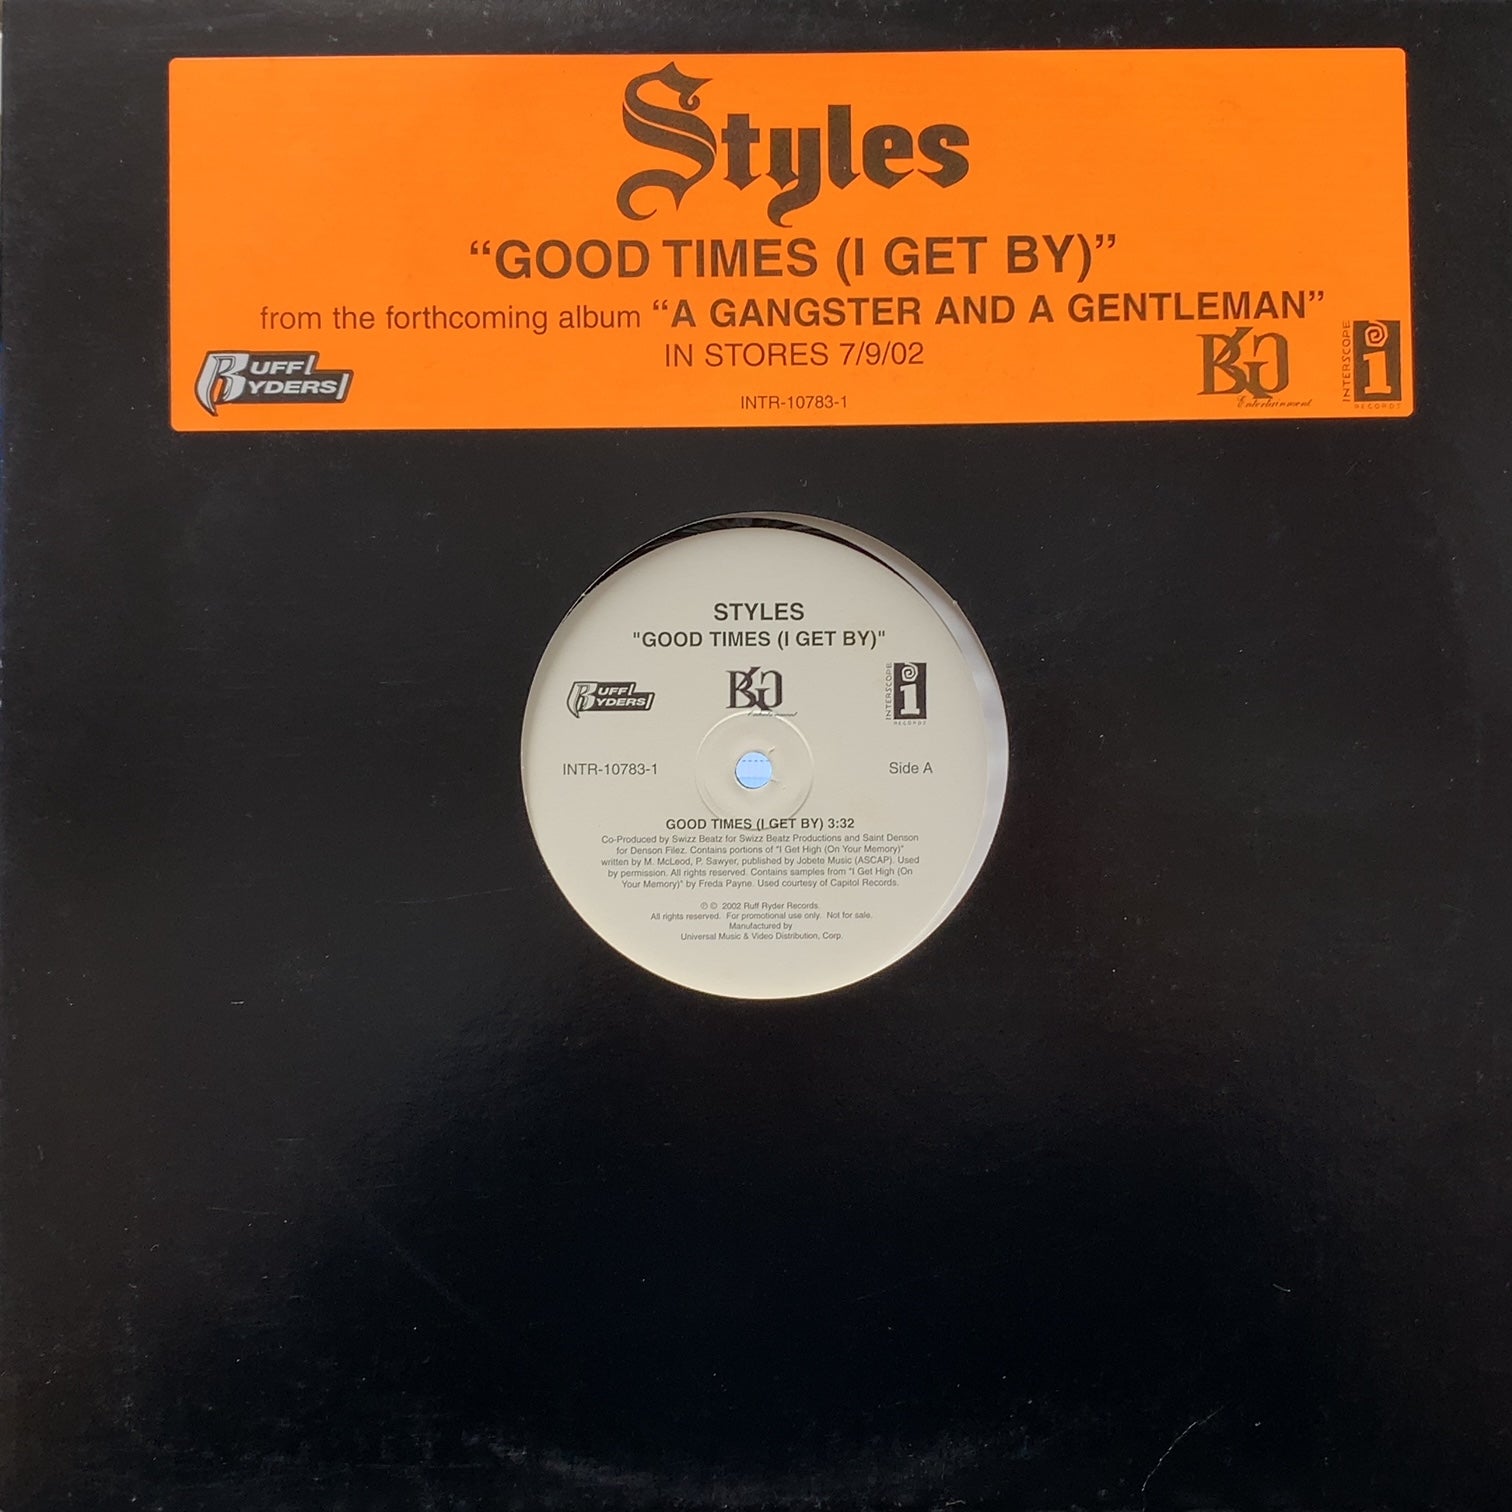 Styles
“GOOD TIMES (I GET BY)”
from the forthcoming album “A GANGSTER AND A GENTLEMAN”
IN STORES 7/9/02
RUFF
RYDERS
INTR-10783-1
B&G
Entertainment
INTERSCOPE
RECORDS
STYLES
"GOOD TIMES (I GET BY)"
RUFF
RYDERS
B&G
Entertainment
INTERSCOPE
RECORDS
INTR-10783-1
Side A
GOOD TIMES (I GET BY) 3:32
Co-Produced by Swizz Beatz for Swizz Beatz Productions and Saint Denson
for Denson Filez. Contains portions of "I Get High (On Your Memory)"
written by M. McLeod, P. Sawyer, published by Jobete Music (ASCAP). Used
by permission. All rights reserved. Contains samples from "I Get High (On
Your Memory)" by Freda Payne. Used courtesy of Capitol Records.
℗ © 2002 Ruff Ryder Records.
All rights reserved. For promotional use only. Not for sale.
Manufactured by
Universal Music & Video Distribution, Corp.